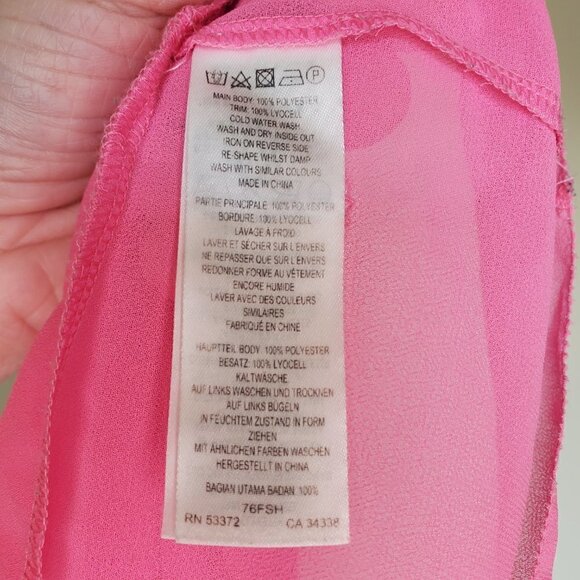 P
MAIN BODY: 100% POLYESTER
TRIM: 100% LYOCELL
COLD WATER WASH
WASH AND DRY INSIDE OUT
IRON ON REVERSE SIDE
RE-SHAPE WHILST DAMP
WASH WITH SIMILAR COLOURS
MADE IN CHINA
PARTIE PRINCIPALE: 100% POLYESTER
BORDURE: 100% LYOCELL
LAVAGE À FROID
LAVER ET SÉCHER SUR L'ENVERS
NE REPASSER QUE SUR L'ENVERS
REDONNER FORME AU VÊTEMENT
ENCORE HUMIDE
LAVER AVEC DES COULEURS
SIMILAIRES
FABRIQUÉ EN CHINE
HAUPTTEIL BODY: 100% POLYESTER
BESATZ: 100% LYOCELL
KALTWÄSCHE
AUF LINKS WASCHEN UND TROCKNEN
AUF LINKS BÜGELN
IN FEUCHTEM ZUSTAND IN FORM
ZIEHEN
MIT ÄHNLICHEN FARBEN WASCHEN
HERGESTELLT IN CHINA
BAGIAN UTAMA BADAN: 100%
76FSH
RN 53372 CA 34338